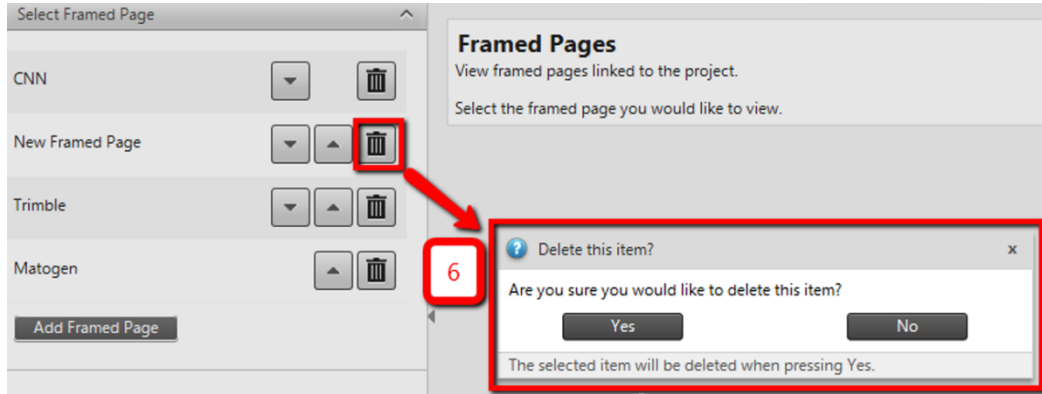 Select Framed Page
CNN
New Framed Page
Trimble
Matogen
Add Framed Page
Framed Pages
View framed pages linked to the project.
Select the framed page you would like to view.
6
Delete this item?
x
Are you sure you would like to delete this item?
Yes
No
The selected item will be deleted when pressing Yes.